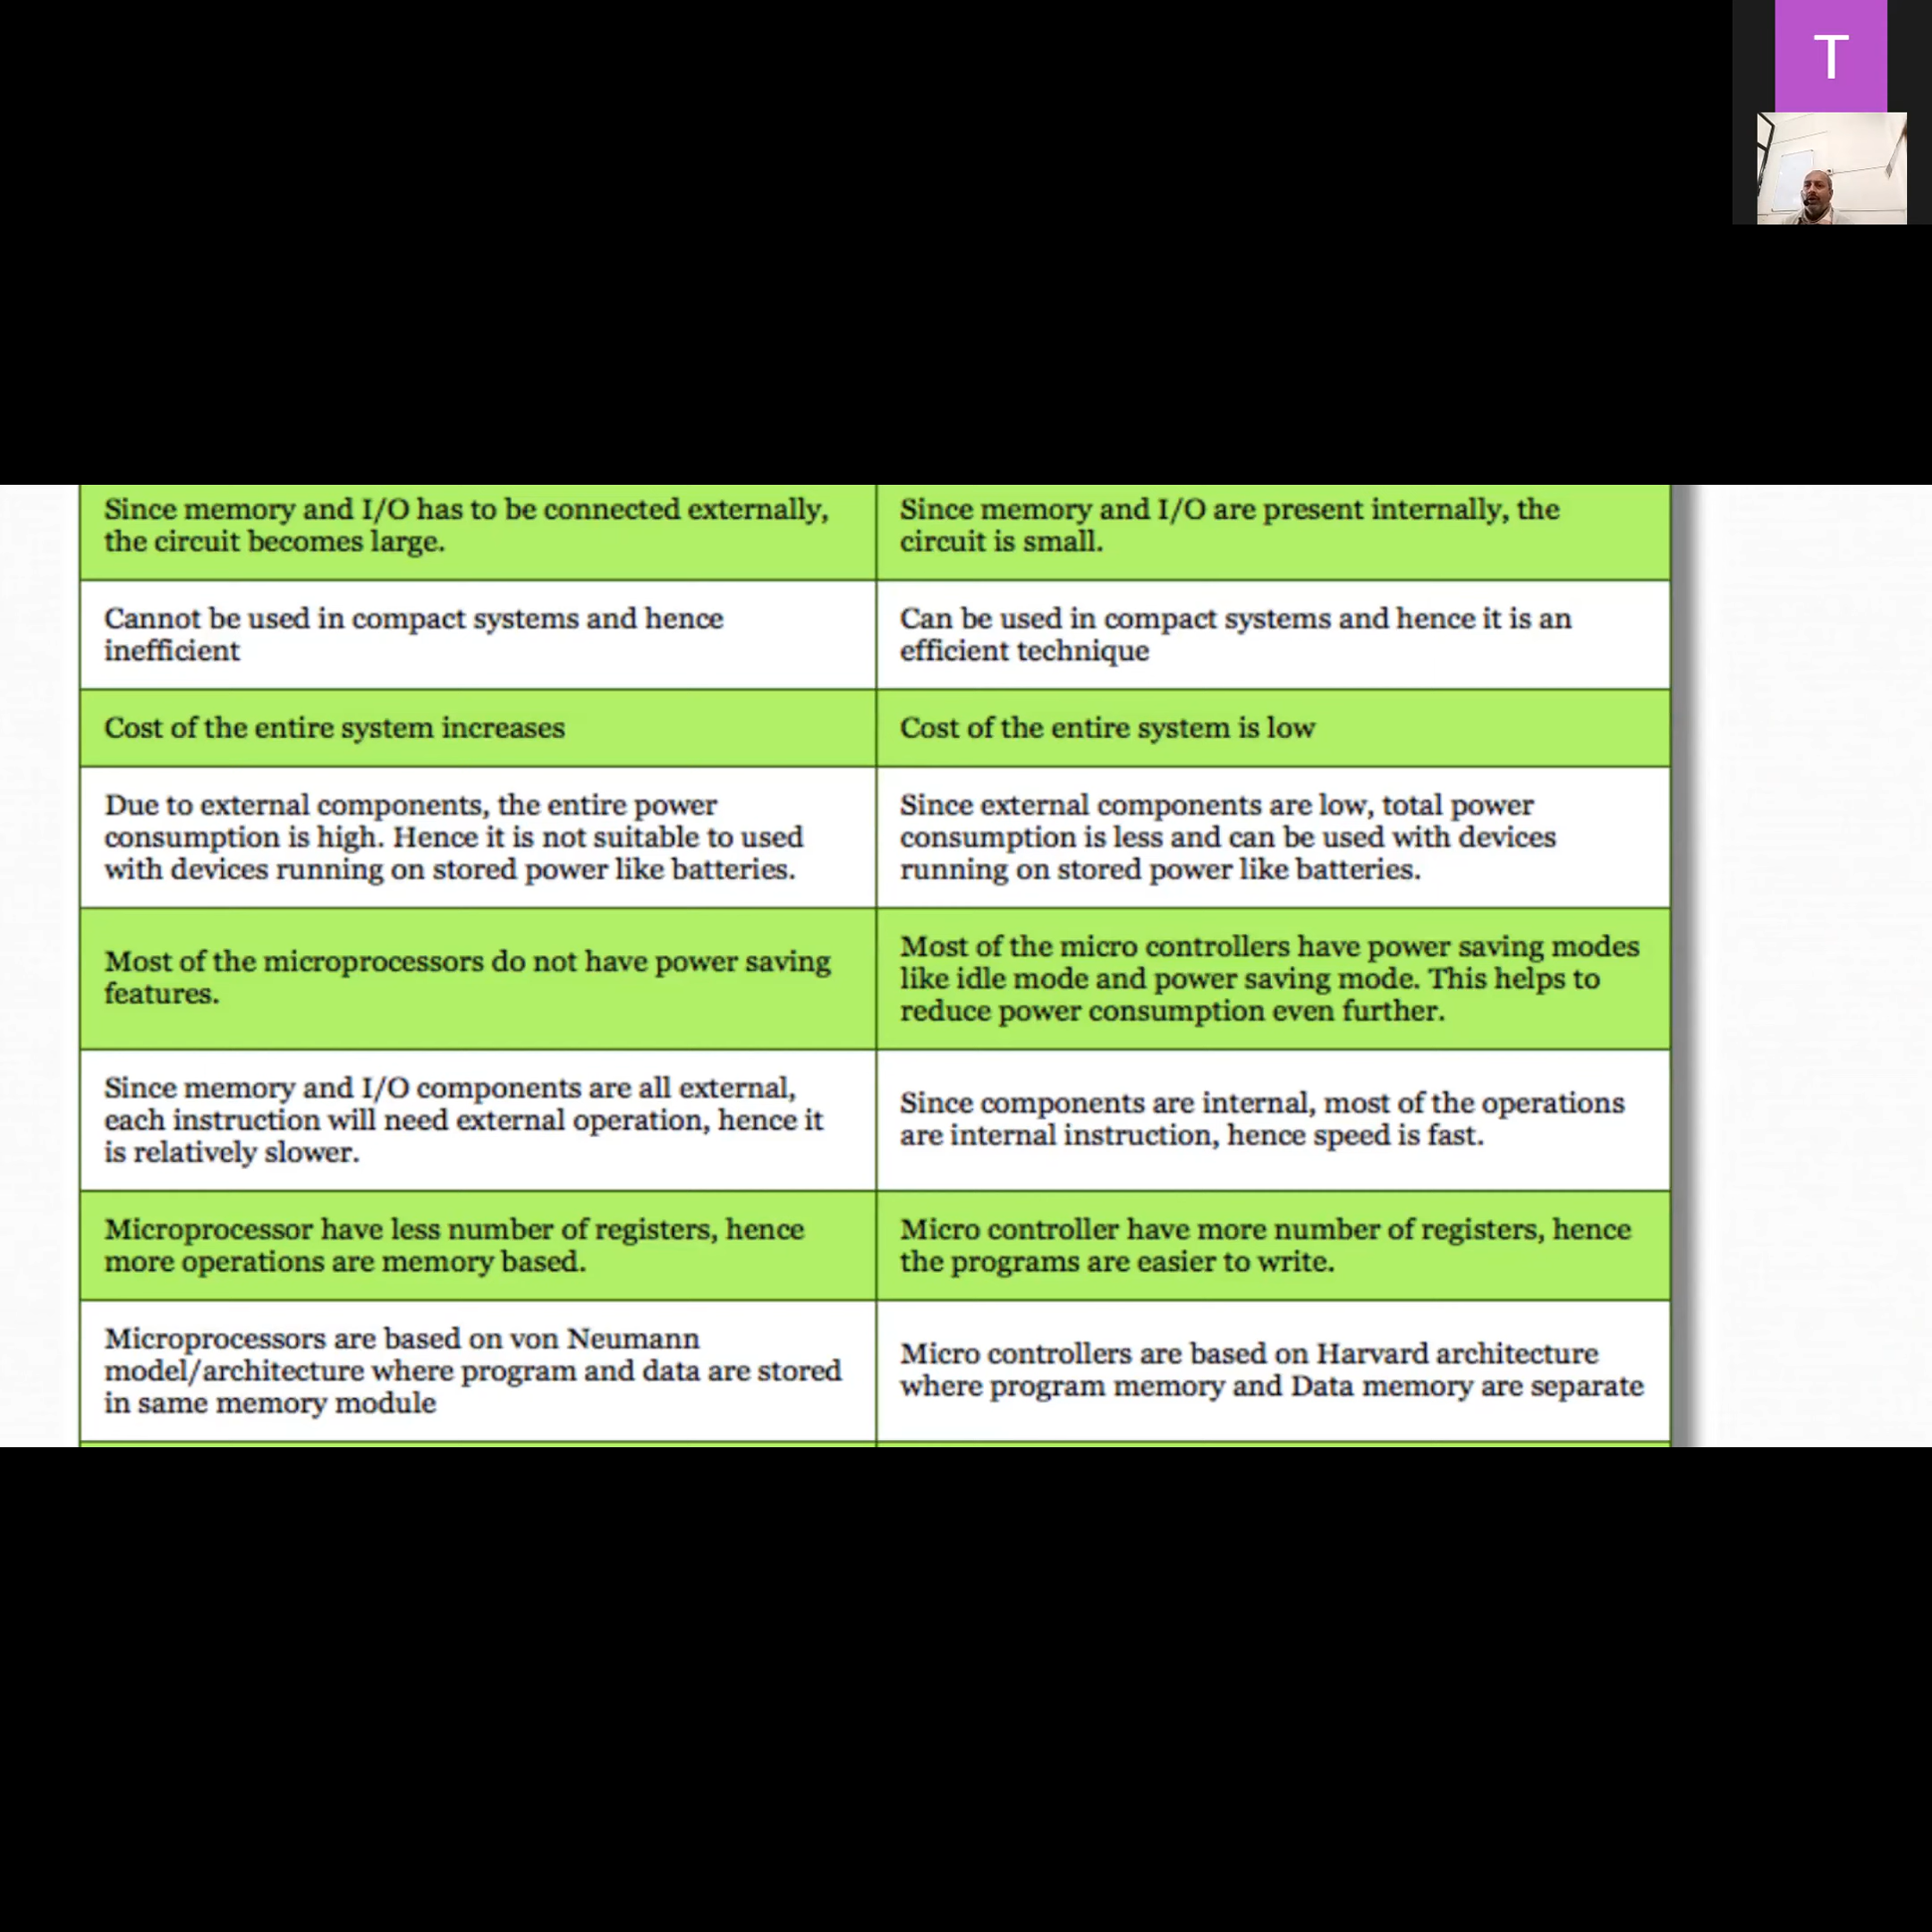 T
Since memory and I/O has to be connected externally,
the circuit becomes large.
Since memory and I/O are present internally, the
circuit is small.
Cannot be used in compact systems and hence
inefficient
Can be used in compact systems and hence it is an
efficient technique
Cost of the entire system increases
Cost of the entire system is low
Due to external components, the entire power
consumption is high. Hence it is not suitable to used
with devices running on stored power like batteries.
Since external components are low, total power
consumption is less and can be used with devices
running on stored power like batteries.
Most of the microprocessors do not have power saving
features.
Most of the micro controllers have power saving modes
like idle mode and power saving mode. This helps to
reduce power consumption even further.
Since memory and I/O components are all external,
each instruction will need external operation, hence it
is relatively slower.
Since components are internal, most of the operations
are internal instruction, hence speed is fast.
Microprocessor have less number of registers, hence
more operations are memory based.
Micro controller have more number of registers, hence
the programs are easier to write.
Microprocessors are based on von Neumann
model/architecture where program and data are stored
in same memory module
Micro controllers are based on Harvard architecture
where program memory and Data memory are separate